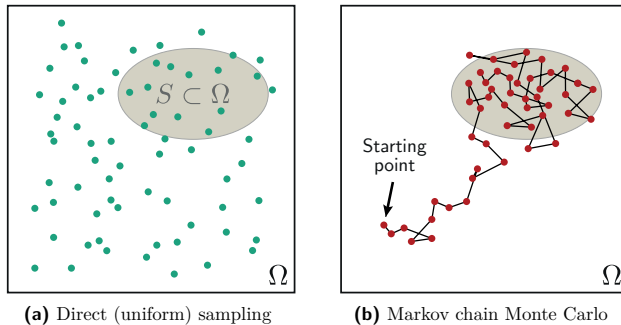 S ⊂ Ω
Ω
(a) Direct (uniform) sampling
Starting
point
Ω
(b) Markov chain Monte Carlo